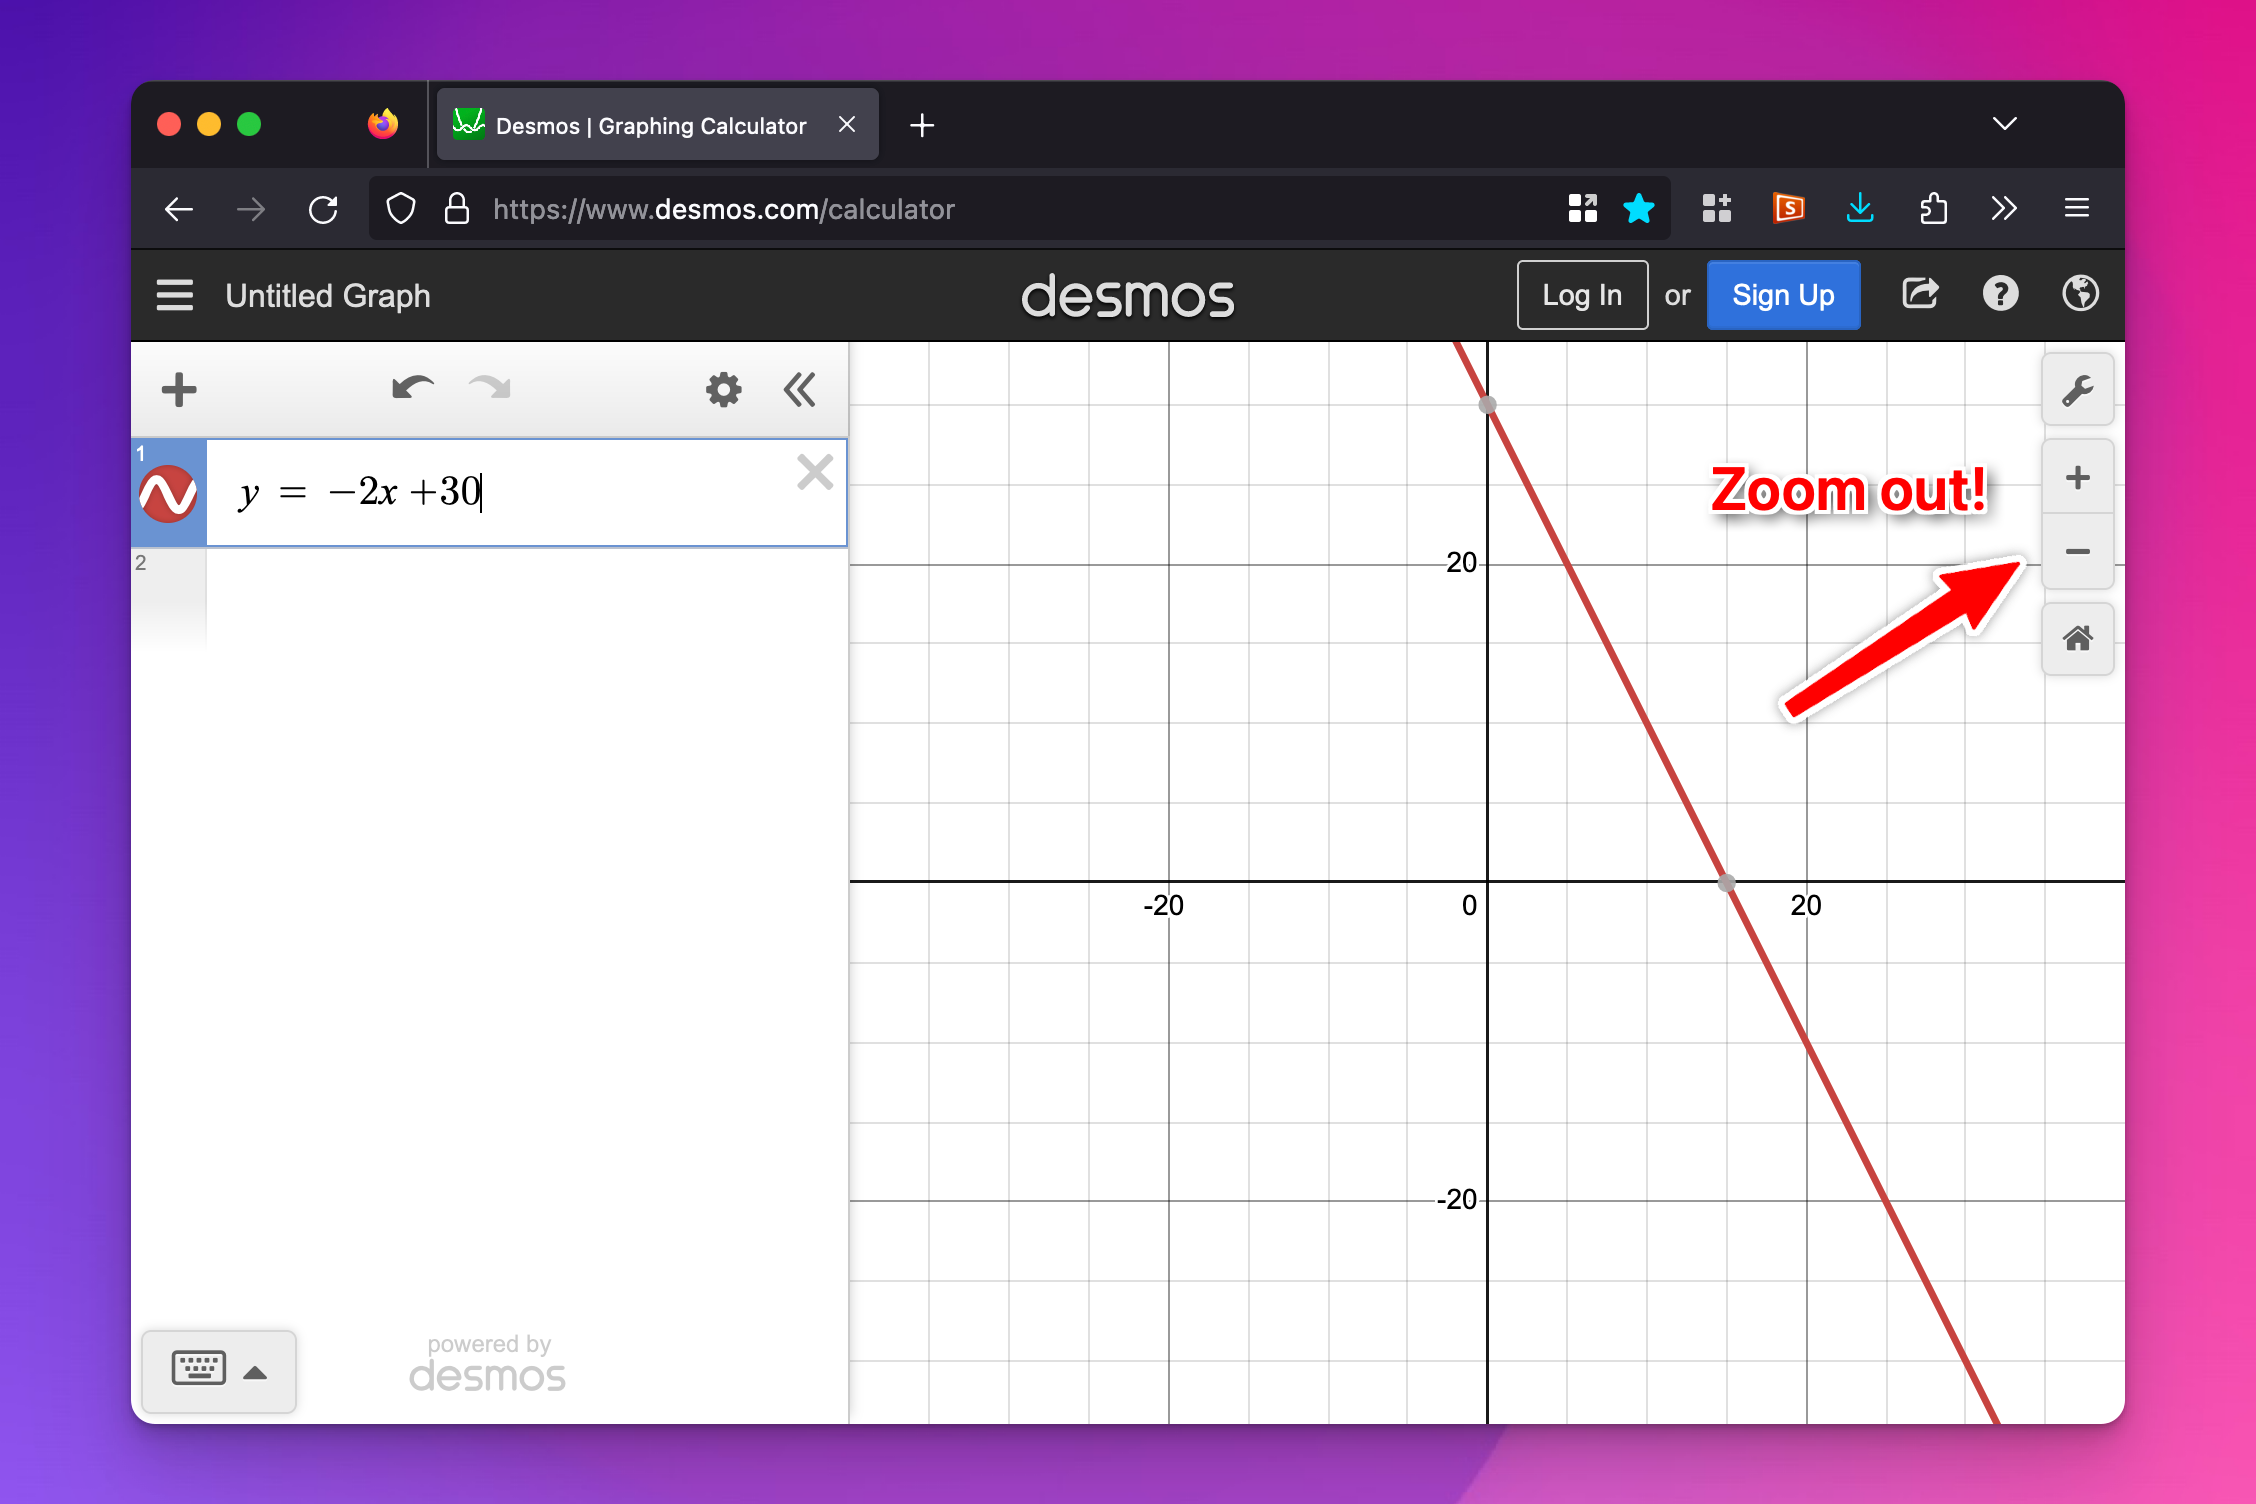 Desmos | Graphing Calculator
https://www.desmos.com/calculator
Untitled Graph
desmos
Log In or Sign Up
1
y = −2x +30
2
Zoom out!
20
-20
0
20
-20
powered by
desmos